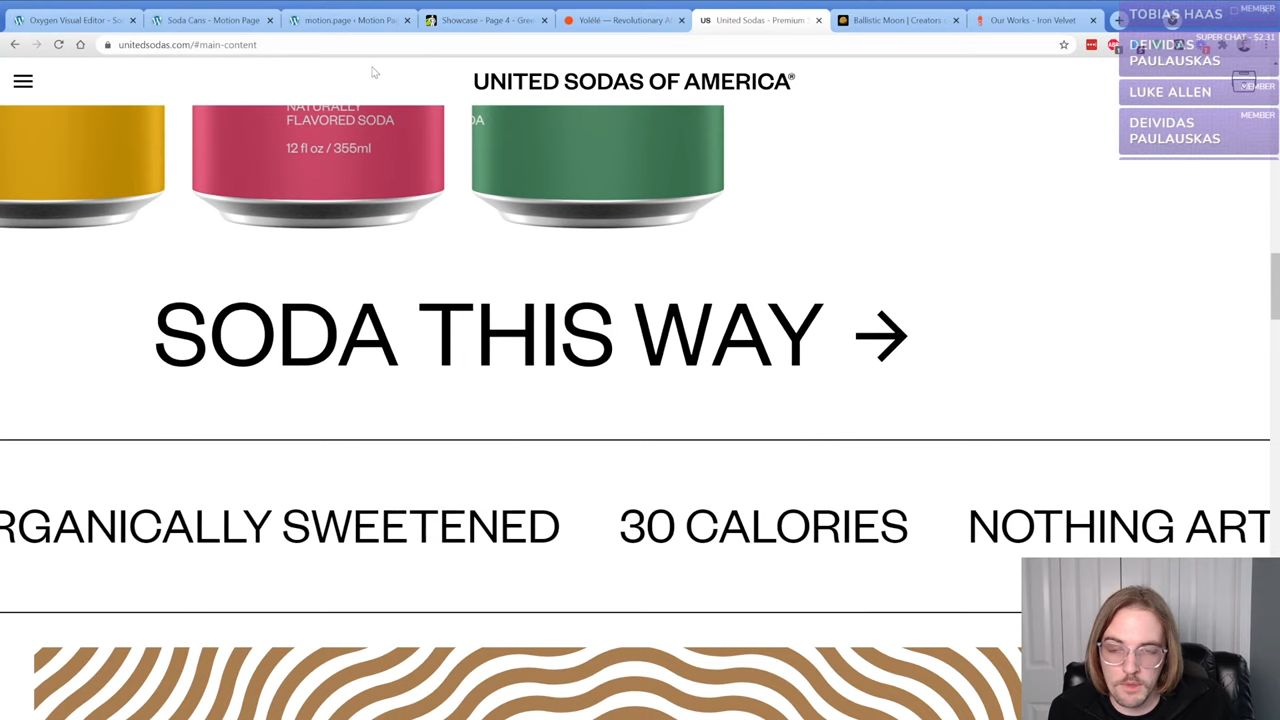 Oxygen Visual Editor - So
Soda Cans - Motion Page
motion.page ‹ Motion Pa
Showcase - Page 4 - Gre
Yolélé — Revolutionary A
US United Sodas - Premium
Ballistic Moon | Creators
Our Works - Iron Velvet
unitedsodas.com/#main-content
TOBIAS HAAS
MEMBER
SUPER CHAT - $2.31
DEIVIDAS
PAULAUSKAS
LUKE ALLEN
MEMBER
DEIVIDAS
PAULAUSKAS
MEMBER
UNITED SODAS OF AMERICA®
NATURALLY
FLAVORED SODA
12 fl oz / 355ml
DA
SODA THIS WAY →
RGANICALLY SWEETENED 30 CALORIES NOTHING ART